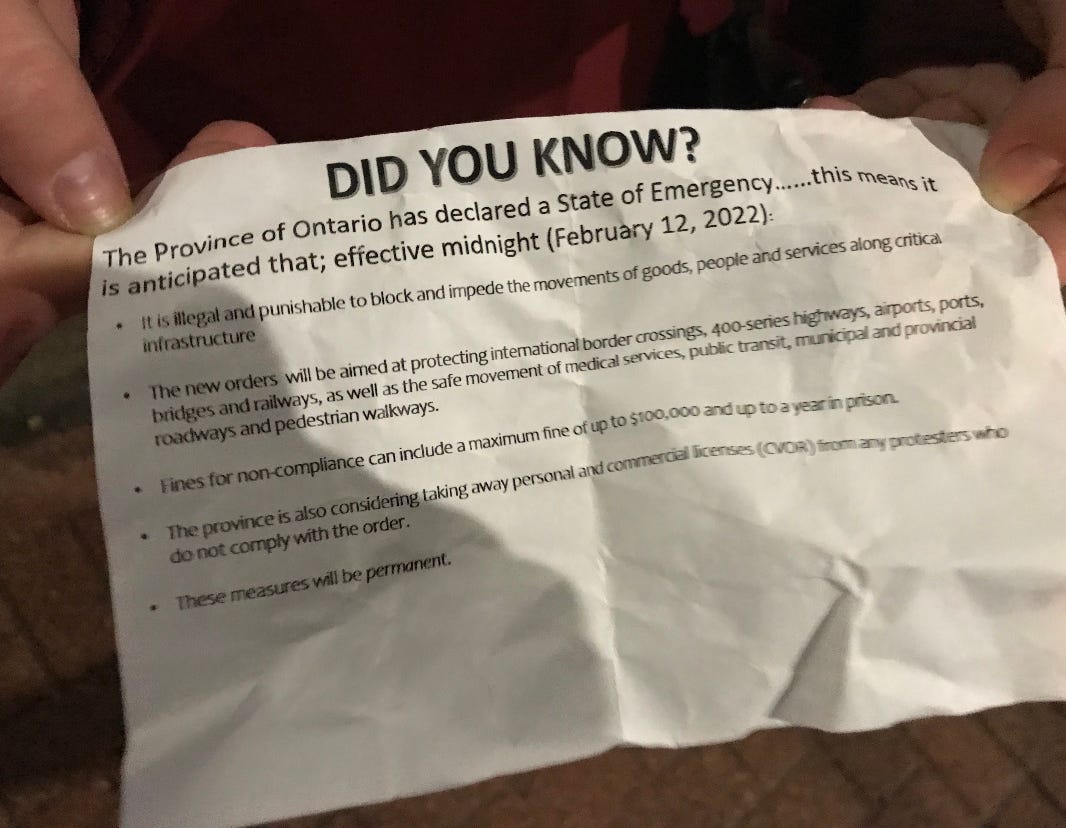 DID YOU KNOW?
The Province of Ontario has declared a State of Emergency......this means it
is anticipated that; effective midnight (February 12, 2022):
• It is illegal and punishable to block and impede the movements of goods, people and services along critical
infrastructure
• The new orders will be aimed at protecting international border crossings, 400-series highways, airports, ports,
bridges and railways, as well as the safe movement of medical services, public transit, municipal and provincial
roadways and pedestrian walkways.
• Fines for non-compliance can include a maximum fine of up to $100,000 and up to a year in prison.
• The province is also considering taking away personal and commercial licenses (CVOR) from any protesters who
do not comply with the order.
• These measures will be permanent.